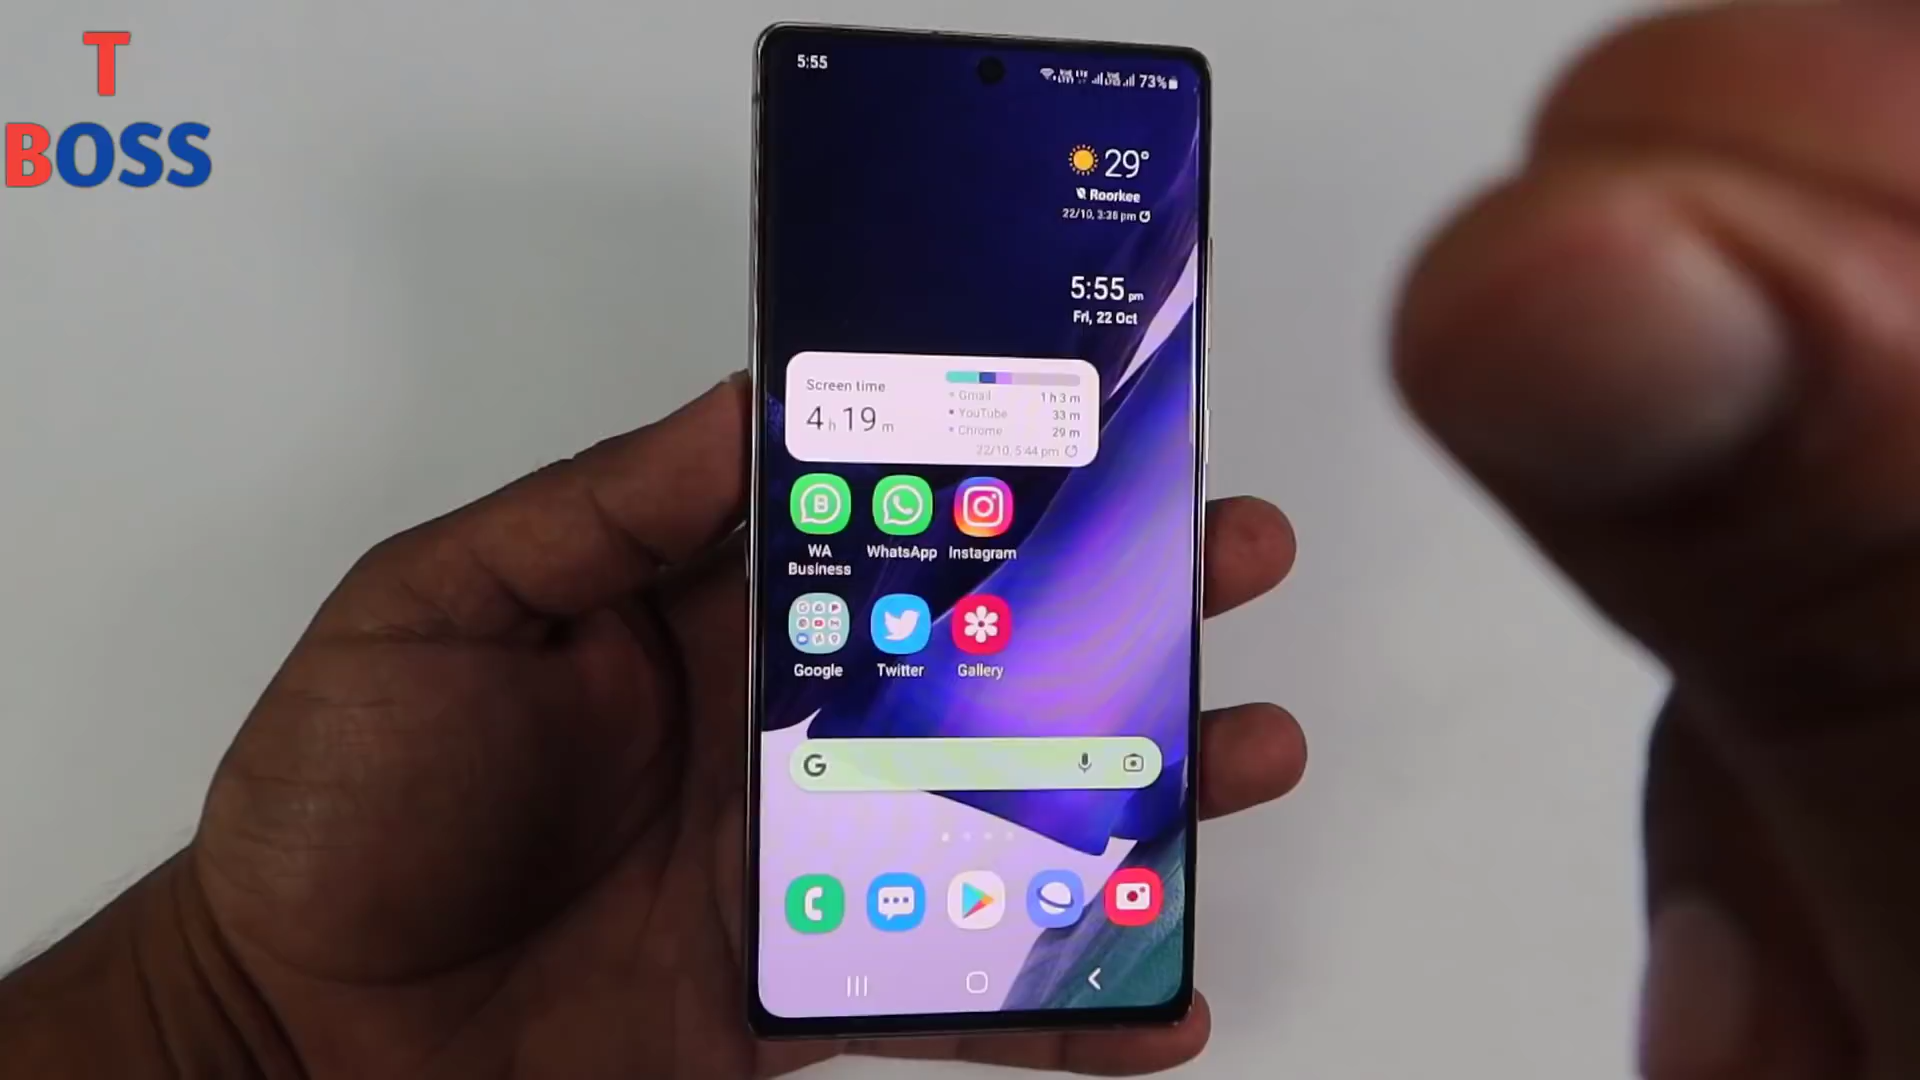 T
BOSS
5:55
73%
29°
Roorkee
22/10, 3:36 pm
5:55 pm
Fri, 22 Oct
Screen time
4 h 19 m
Gmail 1 h 3 m
YouTube 33 m
Chrome 29 m
22/10, 5:44 pm
WA Business
WhatsApp
Instagram
Google
Twitter
Gallery